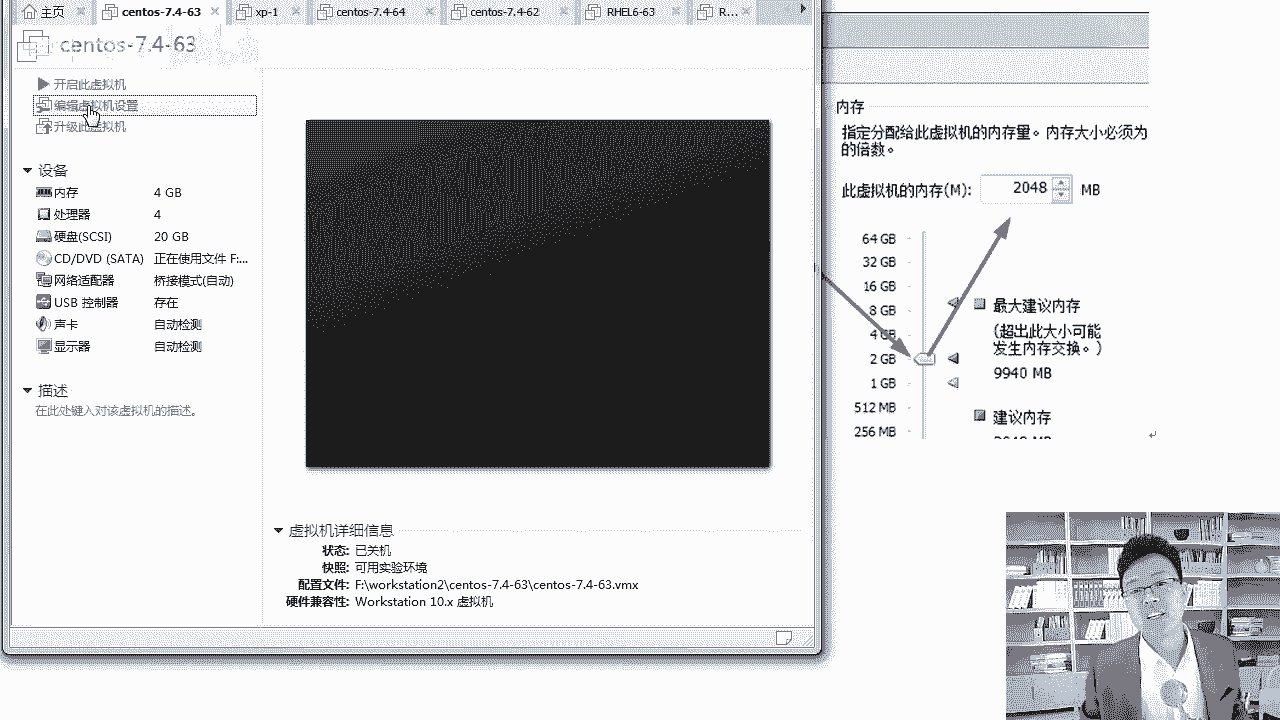 主页
centos-7.4-63
xp-1
centos-7.4-64
centos-7.4-62
RHEL6-63
R...
centos-7.4-63
开启此虚拟机
编辑虚拟机设置
升级此虚拟机
设备
内存 4 GB
处理器 4
硬盘(SCSI) 20 GB
CD/DVD (SATA) 正在使用文件 F:...
网络适配器 桥接模式(自动)
USB 控制器 存在
声卡 自动检测
显示器 自动检测
描述
在此处键入对该虚拟机的描述。
虚拟机详细信息
状态: 已关机
快照: 可用实验环境
配置文件: F:\workstation2\centos-7.4-63\centos-7.4-63.vmx
硬件兼容性: Workstation 10.x 虚拟机
内存
指定分配给此虚拟机的内存量。内存大小必须为
的倍数。
此虚拟机的内存(M): 2048 MB
64 GB
32 GB
16 GB
8 GB
4 GB
2 GB
1 GB
512 MB
256 MB
最大建议内存
(超出此大小可能
发生内存交换。)
9940 MB
建议内存